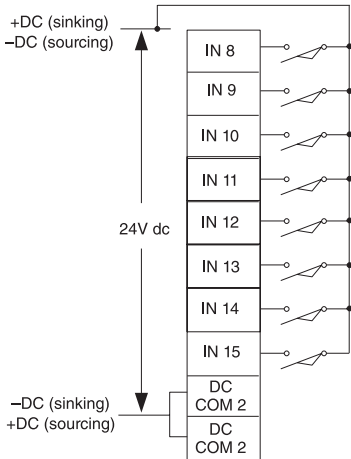 +DC (sinking)
–DC (sourcing)
IN 8
IN 9
IN 10
IN 11
IN 12
24V dc
IN 13
IN 14
IN 15
–DC (sinking)
+DC (sourcing)
DC
COM 2
DC
COM 2